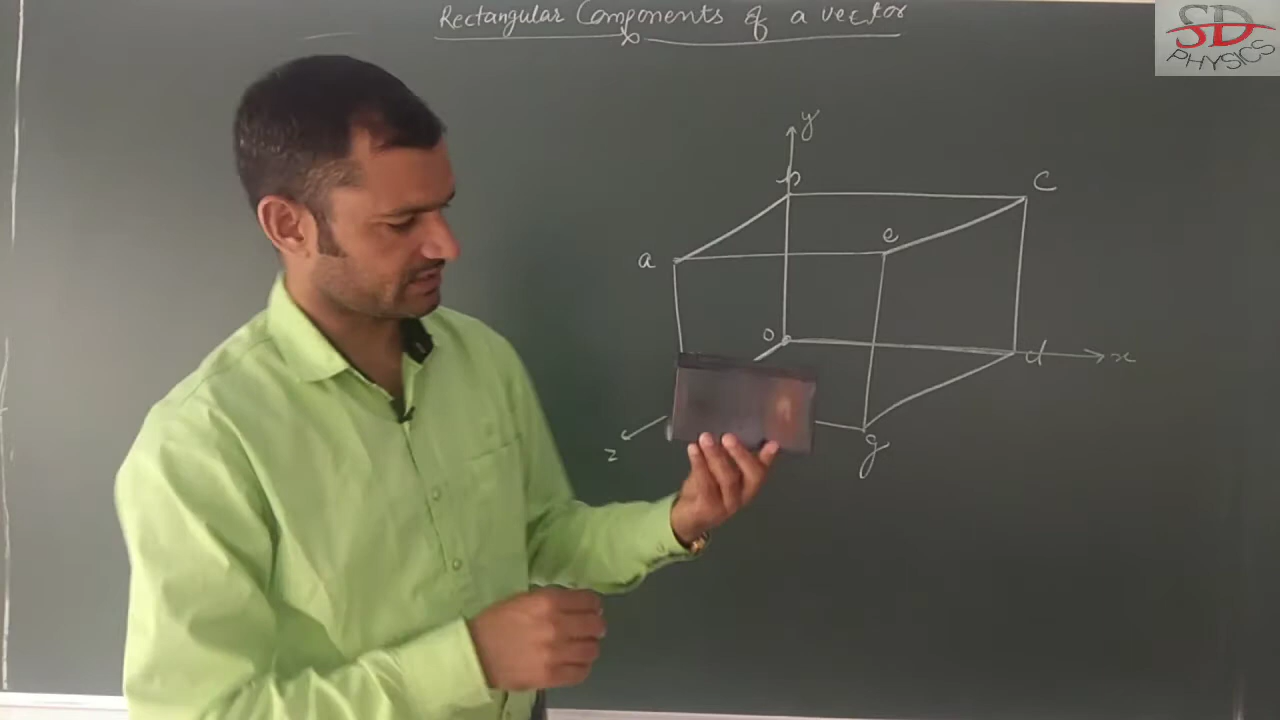 Rectangular Components of a vector
SD
PHYSICS
y
b
c
e
a
o
d
x
z
g